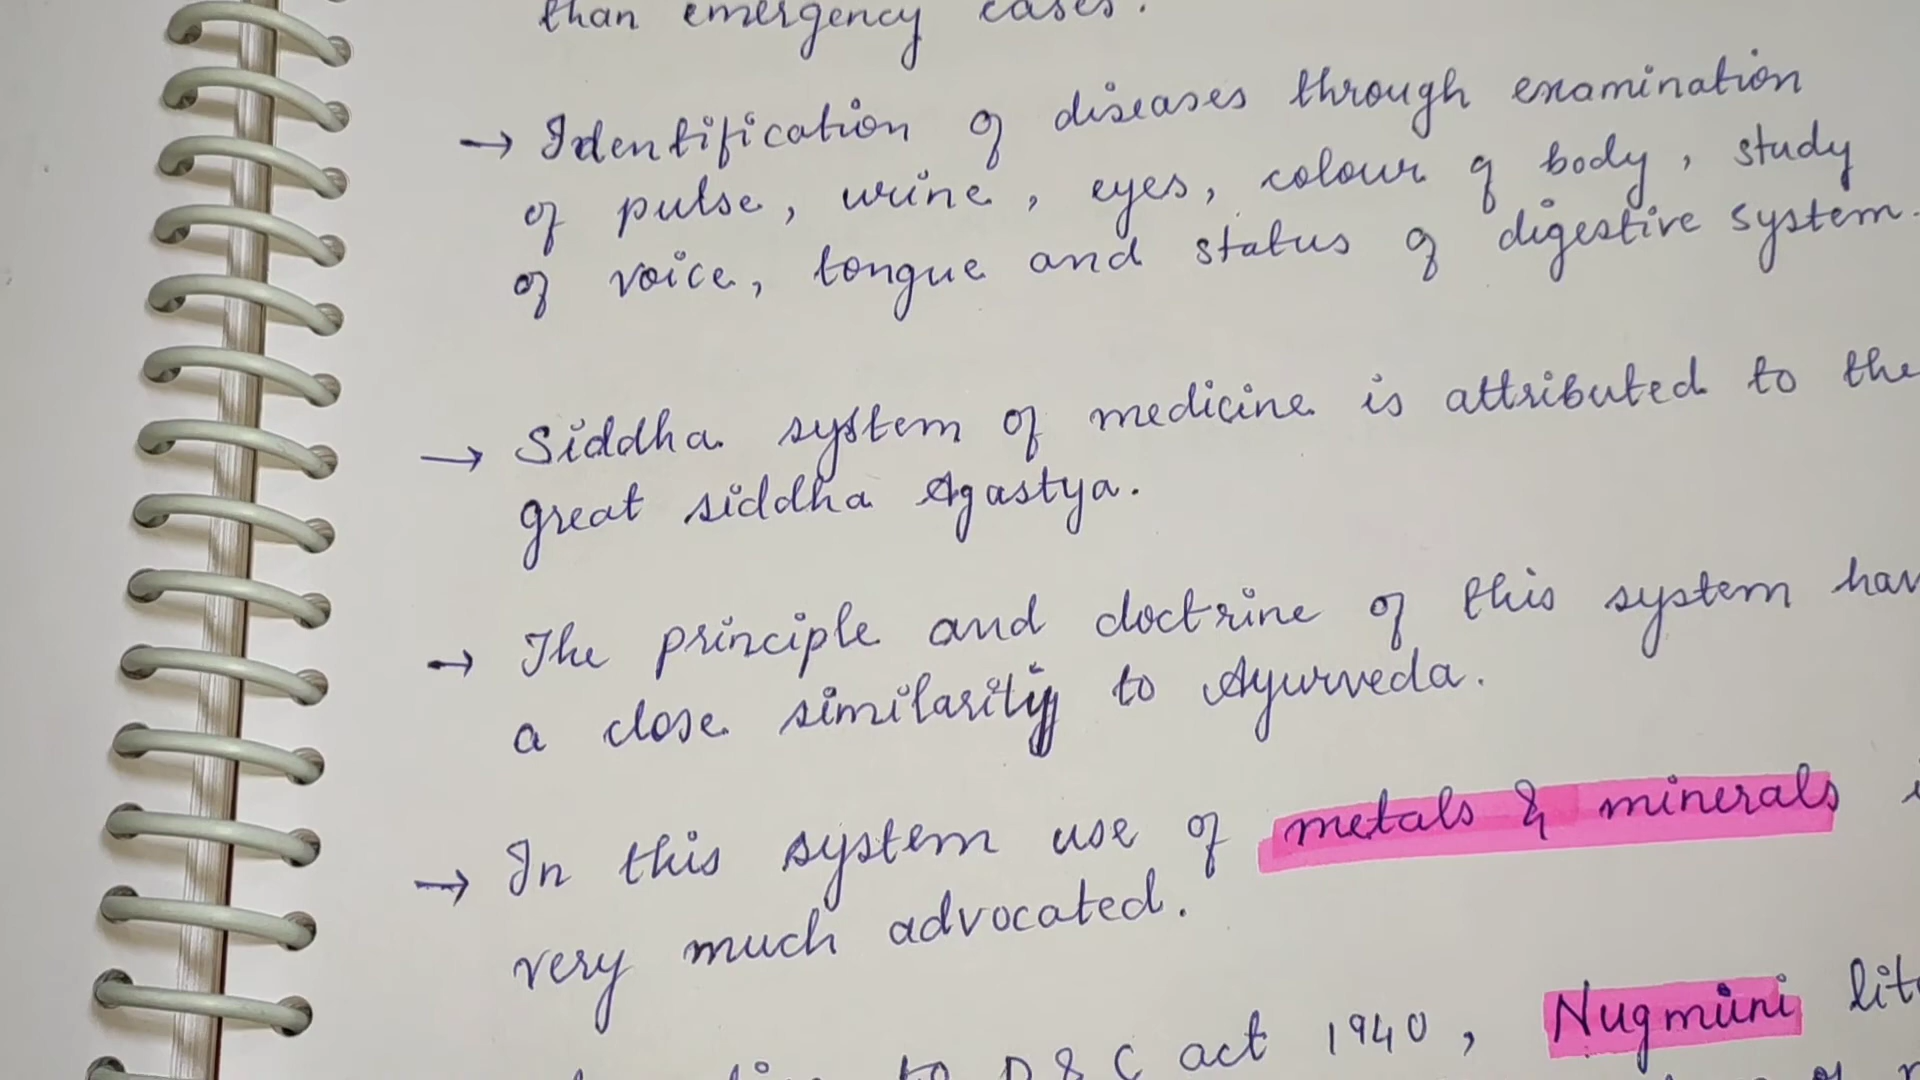 than emergency cases.
→ Identification of diseases through examination
of pulse, urine, eyes, colour of body, study
of voice, tongue and status of digestive system.
→ Siddha system of medicine is attributed to the
great siddha Agastya.
→ The principle and doctrine of this system hav
a close similarity to Ayurveda.
→ In this system use of metals & minerals i
very much advocated.
to D & C act 1940, Nugmuni lit